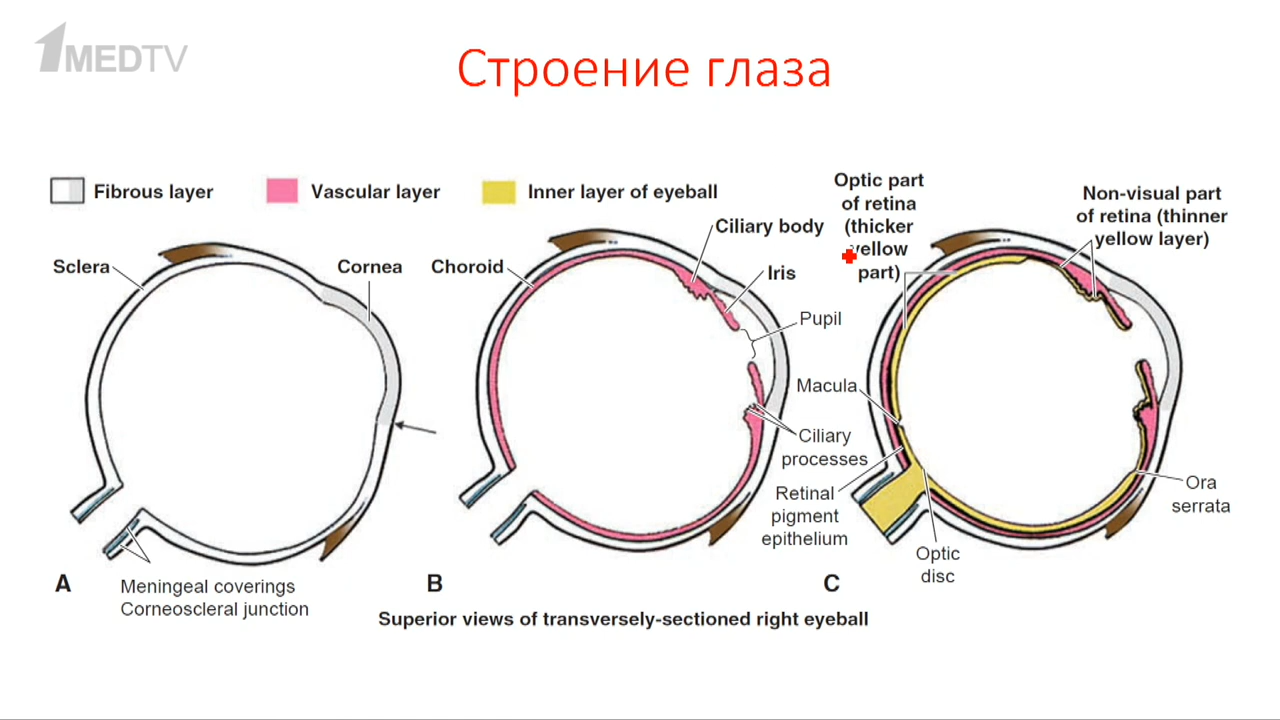 1MEDTV
Строение глаза
Fibrous layer
Vascular layer
Inner layer of eyeball
Sclera
Cornea
Meningeal coverings
Corneoscleral junction
A
Choroid
Ciliary body
Iris
Pupil
Ciliary
processes
B
Optic part
of retina
(thicker
yellow
part)
Non-visual part
of retina (thinner
yellow layer)
Macula
Retinal
pigment
epithelium
Optic
disc
Ora
serrata
C
Superior views of transversely-sectioned right eyeball